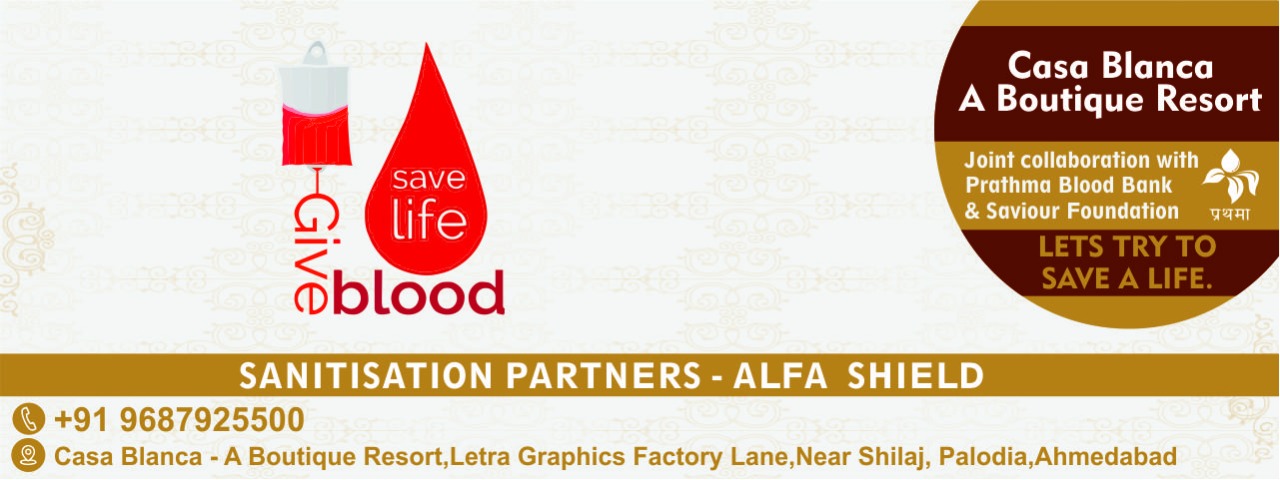 save
life
Give
blood
Casa Blanca
A Boutique Resort
Joint collaboration with
Prathma Blood Bank
& Saviour Foundation
प्रथमा
LETS TRY TO
SAVE A LIFE.
SANITISATION PARTNERS - ALFA SHIELD
+91 9687925500
Casa Blanca - A Boutique Resort,Letra Graphics Factory Lane,Near Shilaj, Palodia,Ahmedabad